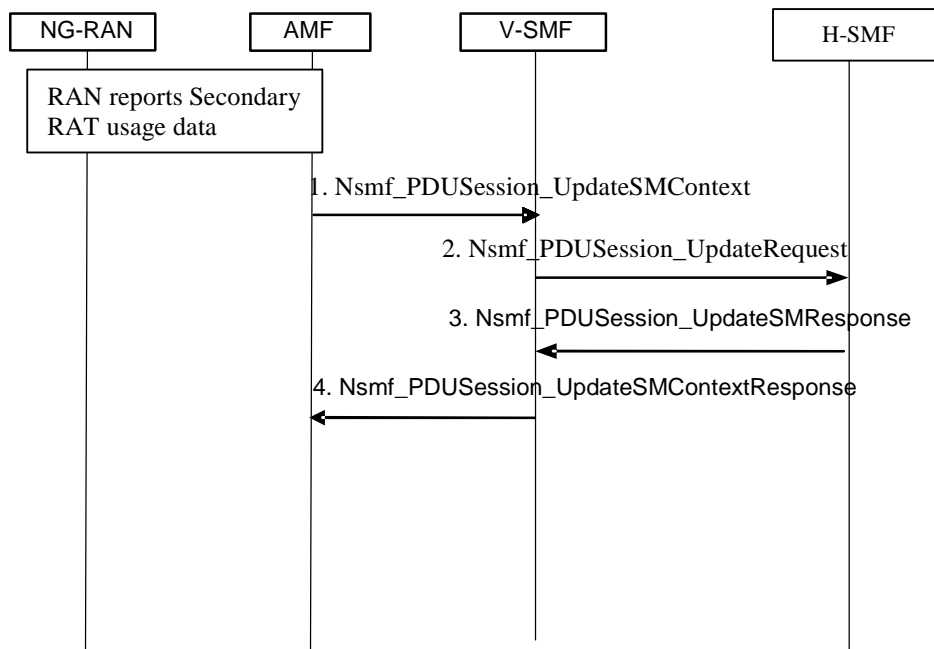 NG-RAN
AMF
V-SMF
H-SMF
RAN reports Secondary
RAT usage data
1. Nsmf_PDUSession_UpdateSMContext
2. Nsmf_PDUSession_UpdateRequest
3. Nsmf_PDUSession_UpdateSMResponse
4. Nsmf_PDUSession_UpdateSMContextResponse